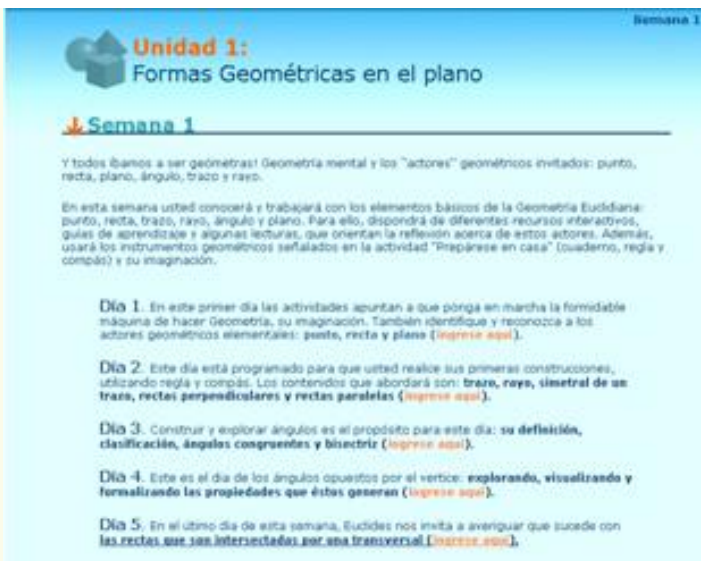 Semana 1
Unidad 1:
Formas Geométricas en el plano
Semana 1
Y todos íbamos a ser geómetras! Geometría mental y los "actores" geométricos invitados: punto,
recta, plano, ángulo, trazo y rayo.
En esta semana usted conocerá y trabajará con los elementos básicos de la Geometría Euclidiana:
punto, recta, trazo, rayo, ángulo y plano. Para ello, dispondrá de diferentes recursos interactivos,
guías de aprendizaje y algunas lecturas, que orientan la reflexión acerca de estos actores. Además,
usará los instrumentos geométricos señalados en la actividad "Prepárese en casa" (cuaderno, regla y
compás) y su imaginación.
Día 1. En este primer día las actividades apuntan a que ponga en marcha la formidable
máquina de hacer Geometría, su imaginación. También identifique y reconozca a los
actores geométricos elementales: punto, recta y plano (ingrese aquí).
Día 2. Este día está programado para que usted realice sus primeras construcciones,
utilizando regla y compás. Los contenidos que abordará son: trazo, rayo, simetral de un
trazo, rectas perpendiculares y rectas paralelas (ingrese aquí).
Día 3. Construir y explorar ángulos es el propósito para este día: su definición,
clasificación, ángulos congruentes y bisectriz (ingrese aquí).
Día 4. Este es el día de los ángulos opuestos por el vertice: explorando, visualizando y
formalizando las propiedades que éstos generan (ingrese aquí).
Día 5. En el útimo día de esta semana, Euclides nos invita a averiguar que sucede con
las rectas que son intersectadas por una transversal (ingrese aquí).